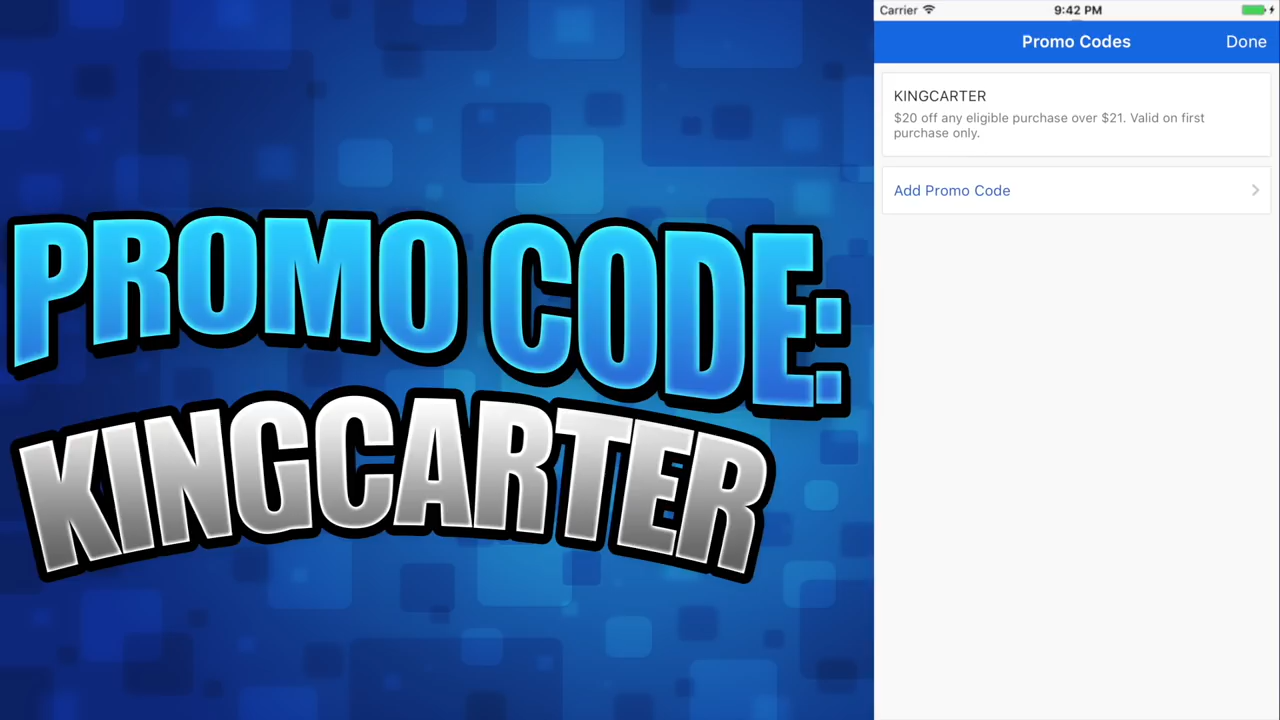 PROMO CODE:
KINGCARTER
Carrier 9:42 PM
Promo Codes Done
KINGCARTER
$20 off any eligible purchase over $21. Valid on first
purchase only.
Add Promo Code